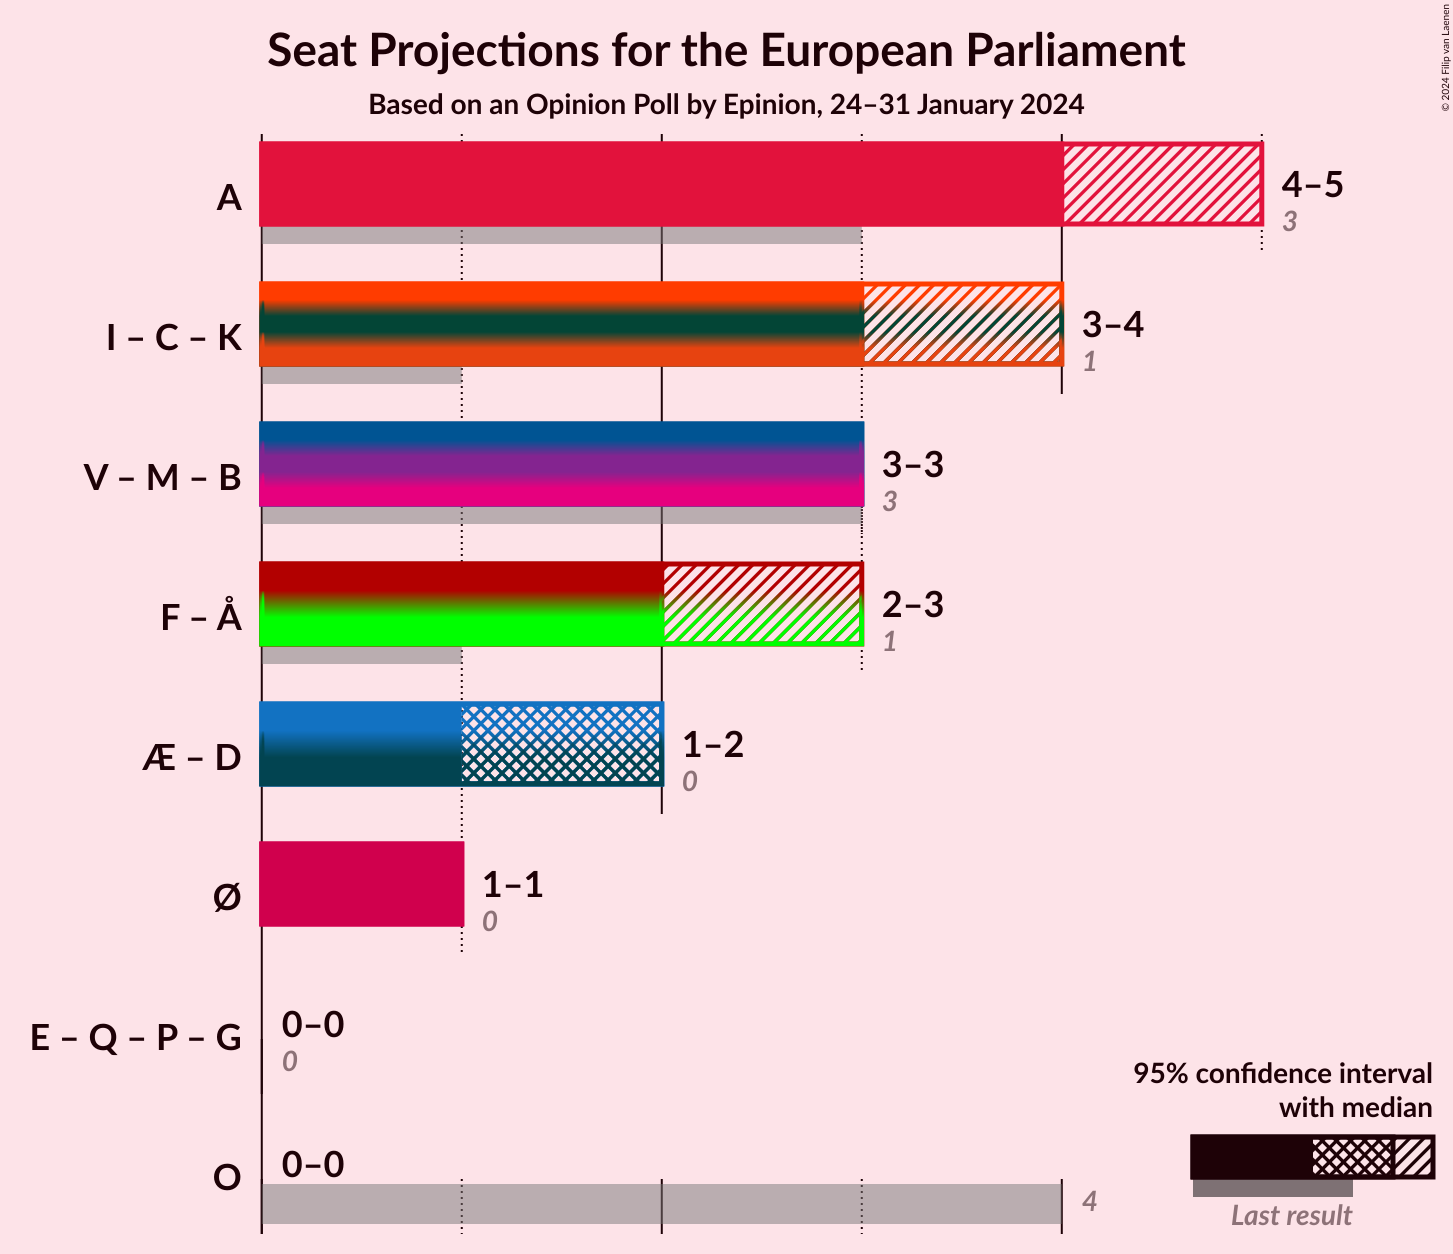 Seat Projections for the European Parliament
Based on an Opinion Poll by Epinion, 24–31 January 2024
© 2024 Filip van Laenen
A
4–5
3
I – C – K
3–4
1
V – M – B
3–3
3
F – Å
2–3
1
Æ – D
1–2
0
Ø
1–1
0
E – Q – P – G
0–0
0
O
0–0
4
95% confidence interval
with median
Last result